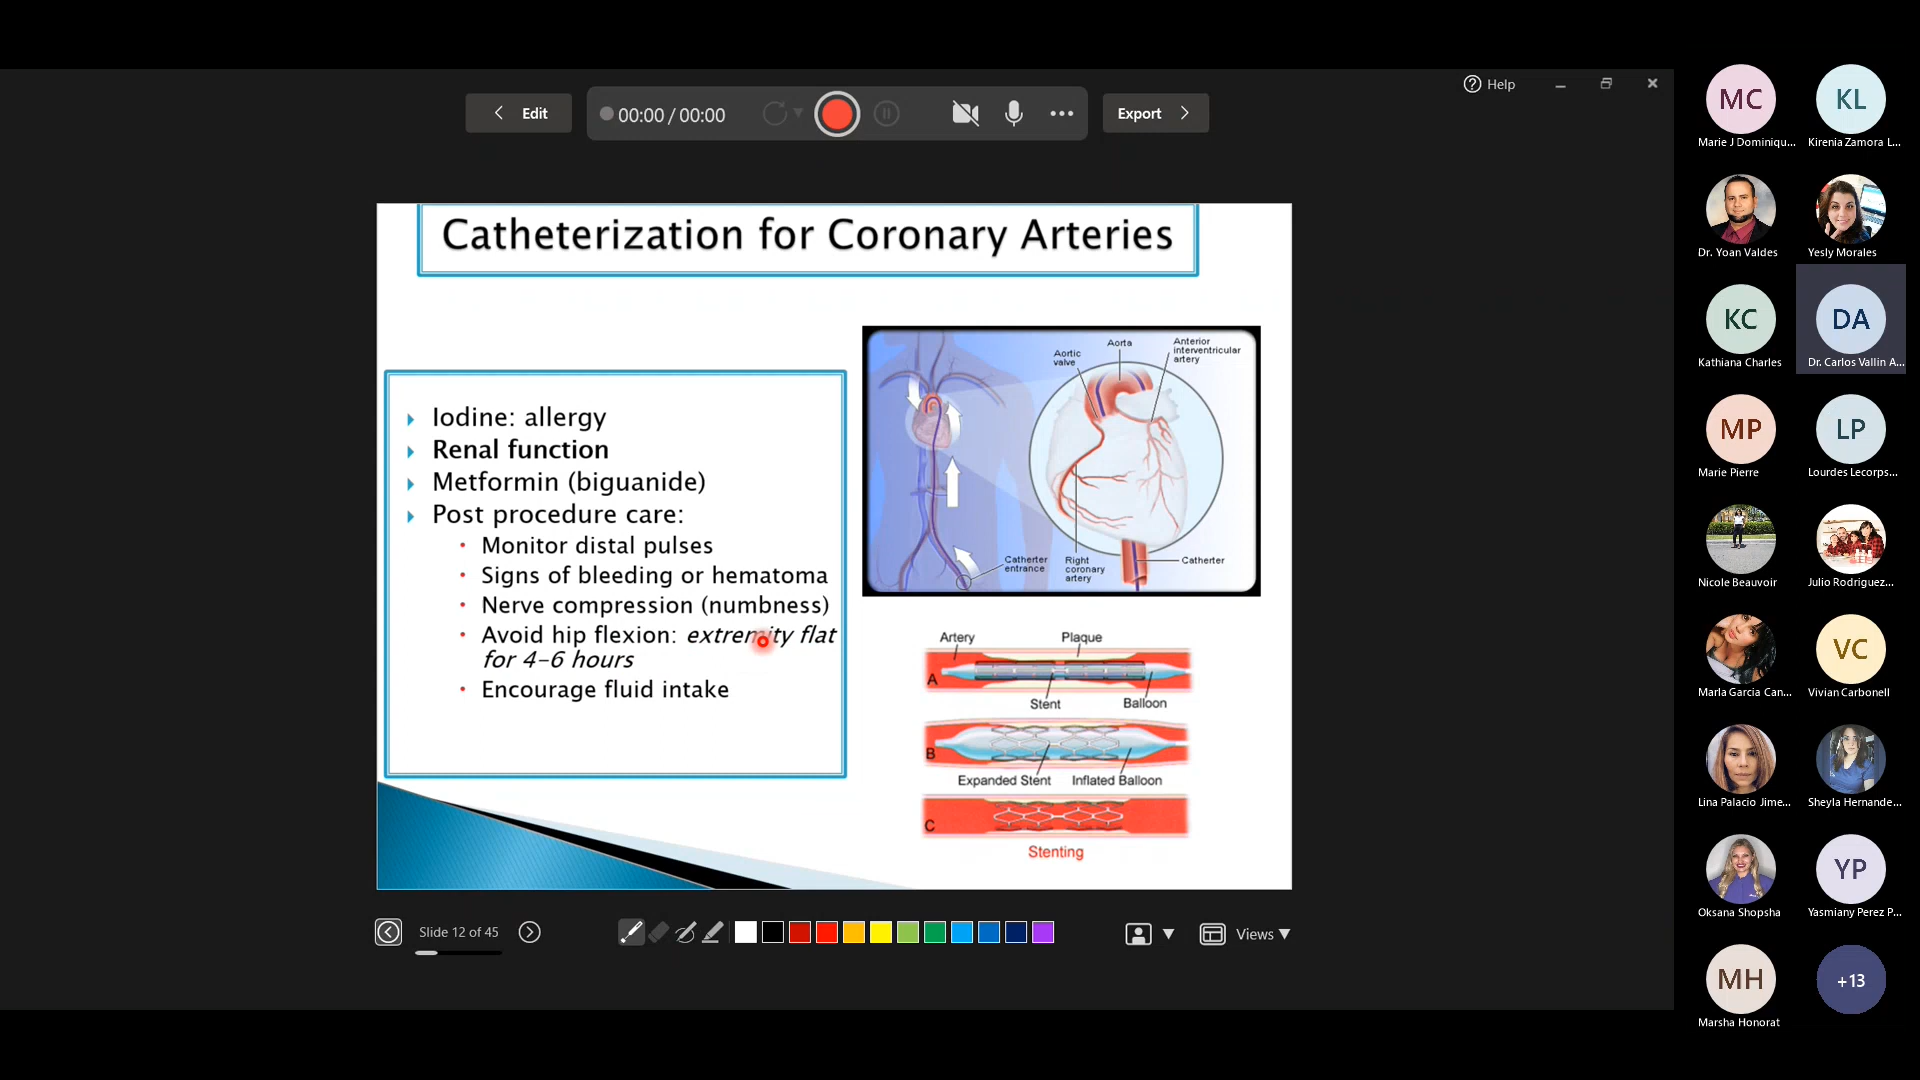 Help
Edit
00:00 / 00:00
Export
Catheterization for Coronary Arteries
Iodine: allergy
Renal function
Metformin (biguanide)
Post procedure care:
Monitor distal pulses
Signs of bleeding or hematoma
Nerve compression (numbness)
Avoid hip flexion: extremity flat
for 4-6 hours
Encourage fluid intake
Aorta
Aortic
valve
Anterior
interventricular
artery
Catherter
entrance
Right
coronary
artery
Catherter
Artery
Plaque
A
Stent
Balloon
B
Expanded Stent
Inflated Balloon
C
Stenting
Slide 12 of 45
Views
MC
Marie J Dominiqu...
KL
Kirenia Zamora L...
Dr. Yoan Valdes
Yesly Morales
KC
Kathiana Charles
DA
Dr. Carlos Vallin A...
MP
Marie Pierre
LP
Lourdes Lecorps...
Nicole Beauvoir
Julio Rodriguez...
Marla Garcia Can...
VC
Vivian Carbonell
Lina Palacio Jime...
Sheyla Hernande...
Oksana Shopsha
YP
Yasmiany Perez P...
MH
Marsha Honorat
+13